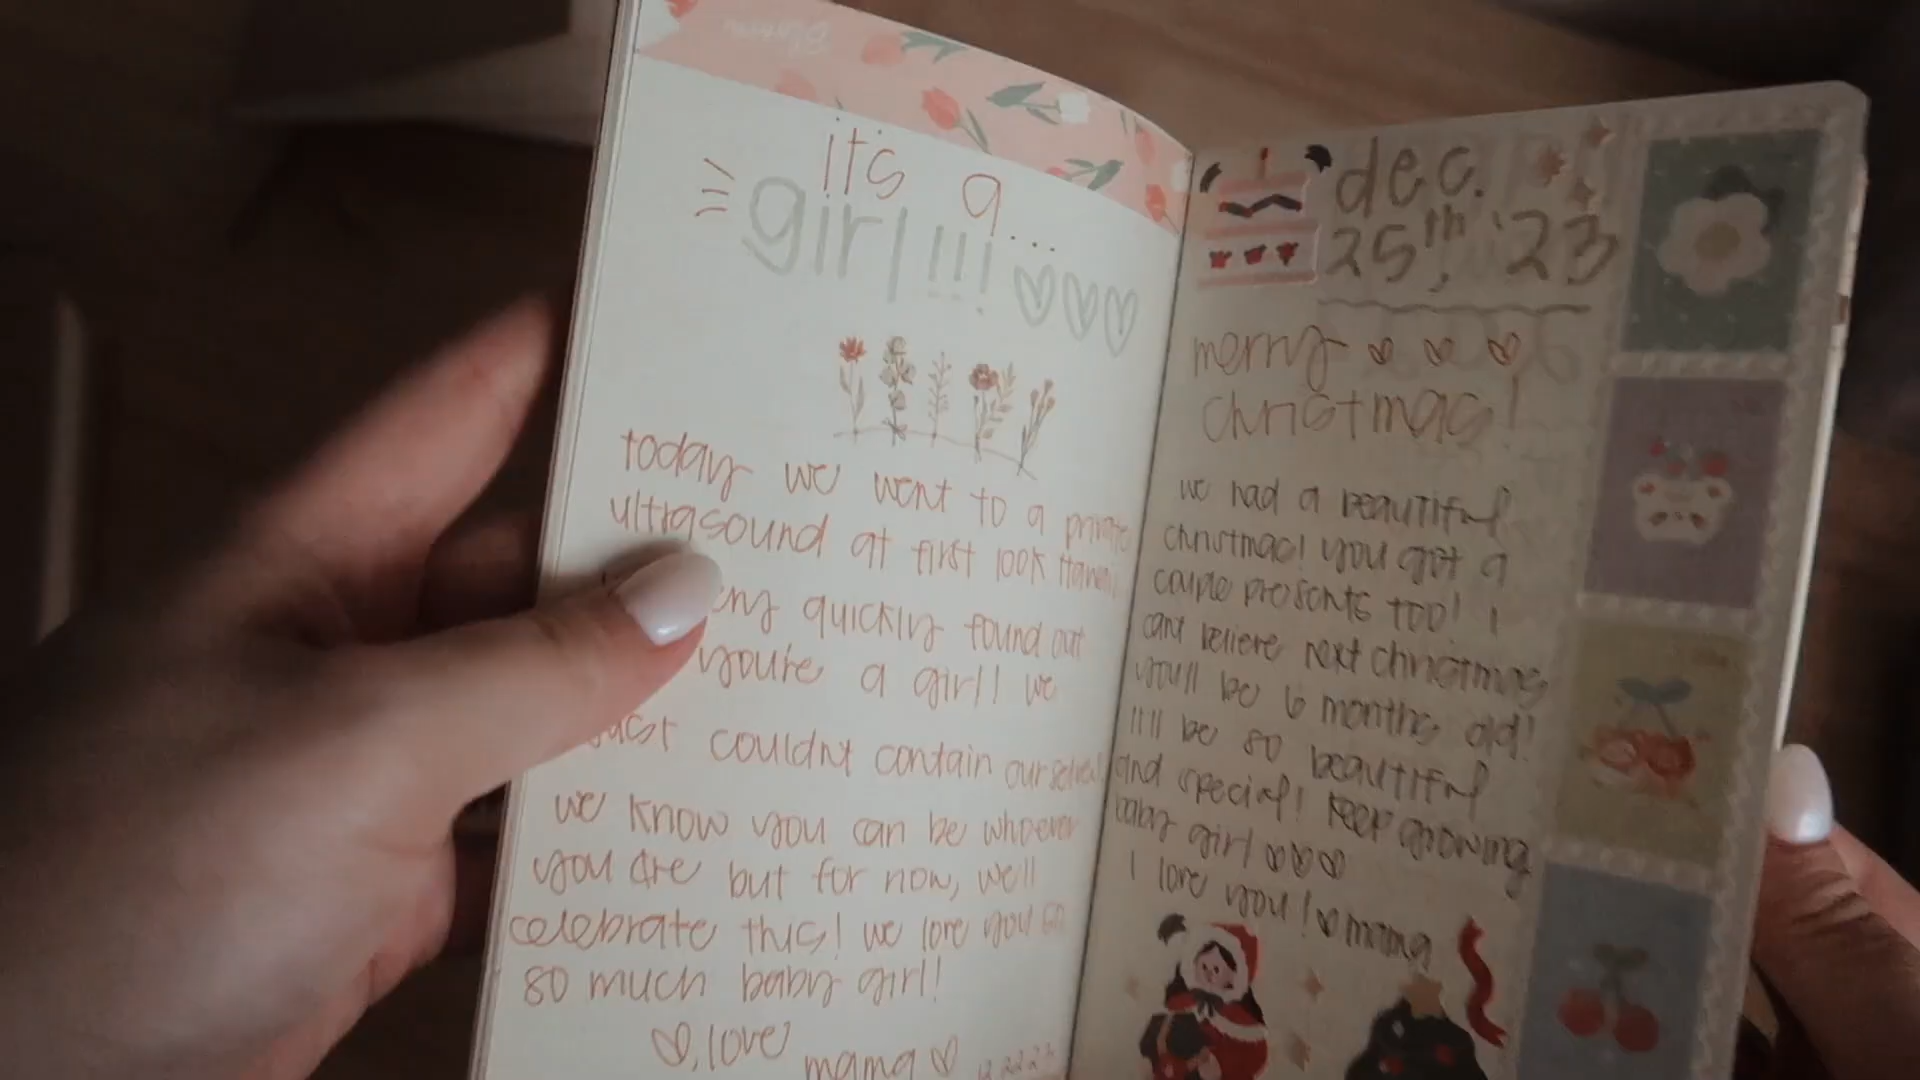 it's a...
girl!!!
today we went to a private
ultrasound at first look Hawaii
quickly found out
you're a girl! we
just couldn't contain ourselves
we know you can be whoever
you are but for now, we'll
celebrate this! we love you so
so much baby girl!
, love
mama
dec.
25th, '23
merry
christmas!
we had a beautiful
christmas! you got a
couple presents too! I
cant believe next christmas
you'll be 6 months old!
It'll be so beautiful
and special! Keep growing
baby girl
I love you! mama